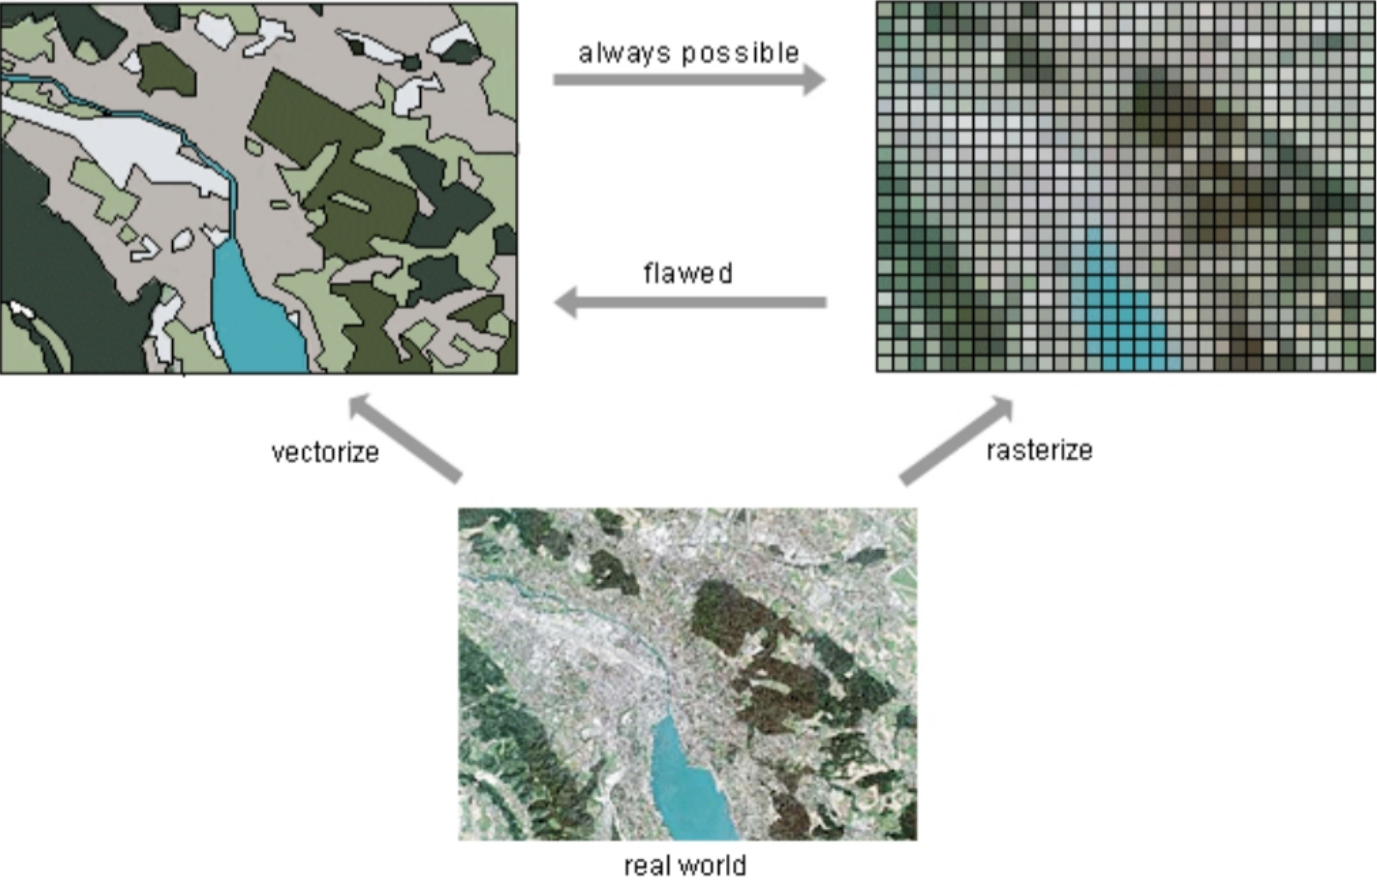 always possible
flawed
vectorize
rasterize
real world